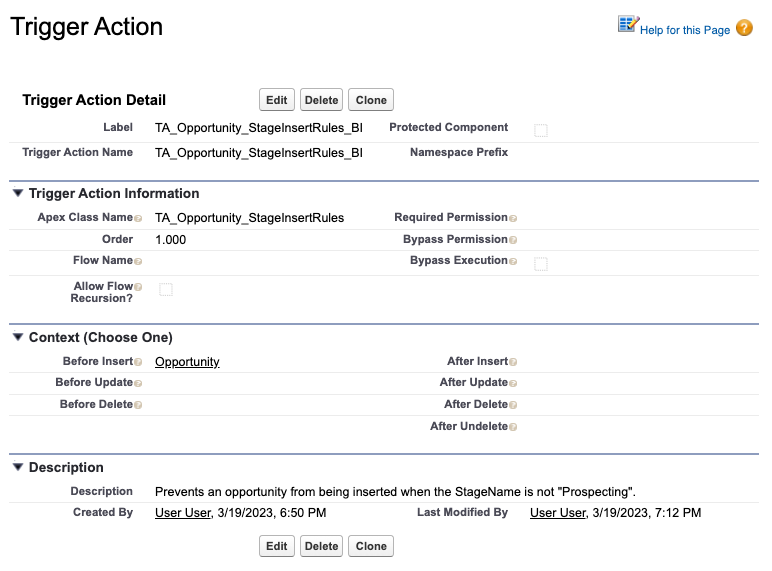 Trigger Action
Help for this Page ?
Trigger Action Detail Edit Delete Clone
Label TA_Opportunity_StageInsertRules_BI Protected Component
Trigger Action Name TA_Opportunity_StageInsertRules_BI Namespace Prefix
Trigger Action Information
Apex Class Name ? TA_Opportunity_StageInsertRules Required Permission ?
Order 1.000 Bypass Permission ?
Flow Name ? Bypass Execution ?
Allow Flow ?
Recursion?
Context (Choose One)
Before Insert ? Opportunity After Insert ?
Before Update ? After Update ?
Before Delete ? After Delete ?
After Undelete ?
Description
Description Prevents an opportunity from being inserted when the StageName is not "Prospecting".
Created By User User, 3/19/2023, 6:50 PM Last Modified By User User, 3/19/2023, 7:12 PM
Edit Delete Clone